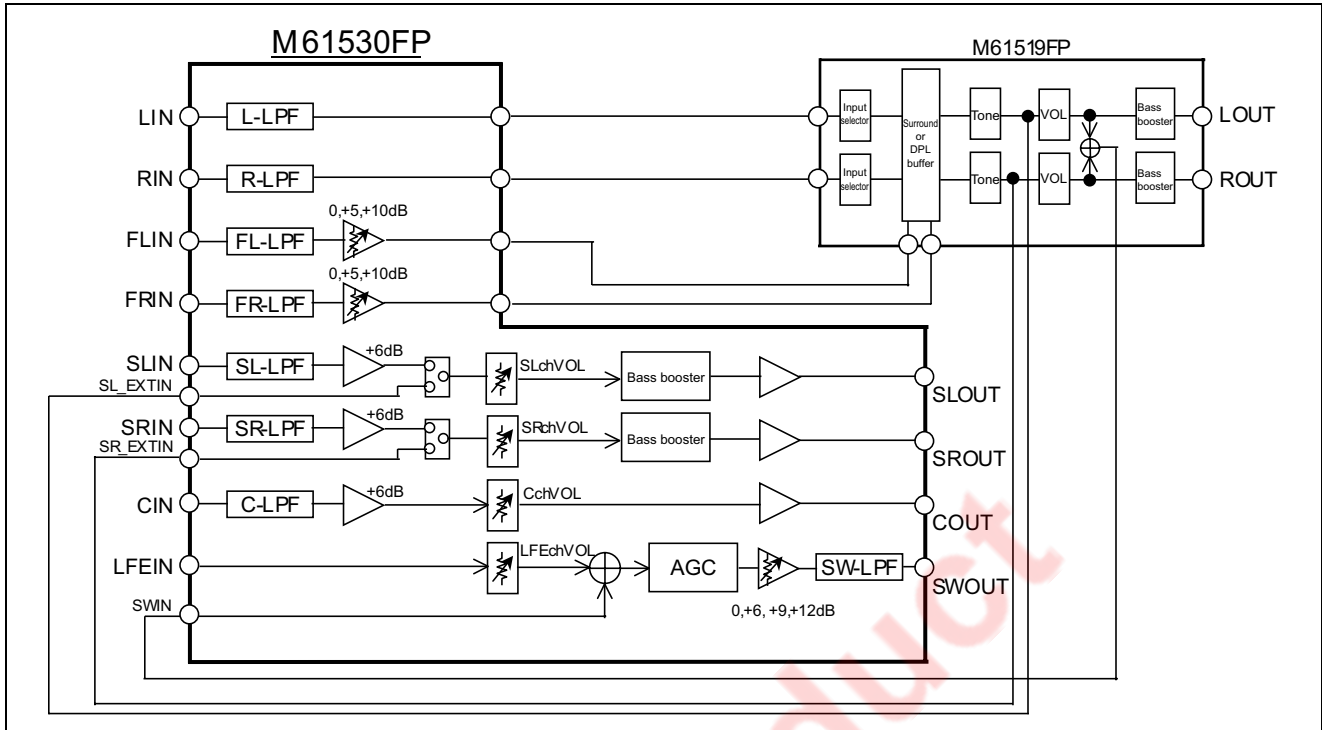 M61530FP
M61519FP
LIN
L-LPF
Input selector
Surround or DPL buffer
Tone
VOL
Bass booster
LOUT
RIN
R-LPF
Input selector
Tone
VOL
Bass booster
ROUT
0,+5,+10dB
FLIN
FL-LPF
0,+5,+10dB
FRIN
FR-LPF
SLIN
SL-LPF
+6dB
SLchVOL
Bass booster
SLOUT
SL_EXTIN
SRIN
SR-LPF
+6dB
SRchVOL
Bass booster
SROUT
SR_EXTIN
CIN
C-LPF
+6dB
CchVOL
COUT
LFEIN
LFEchVOL
AGC
SW-LPF
SWOUT
0,+6, +9,+12dB
SWIN
duct